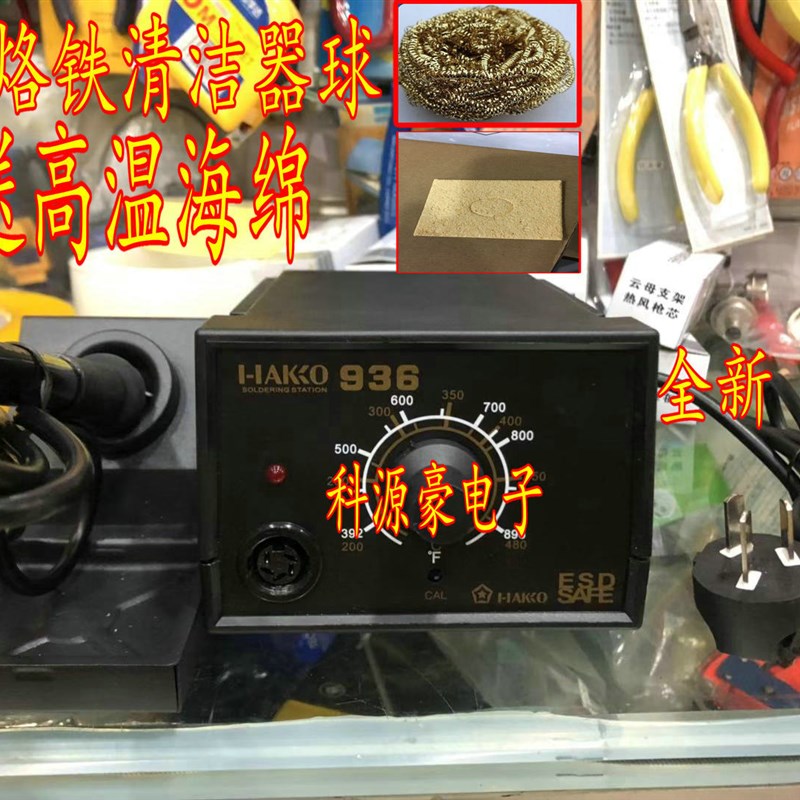 烙铁清洁器球
送高温海绵
云母支架
热风枪芯
全新
HAKKO 936
SOLDERING STATION
350
600
700
300
400
500
800
科源豪电子
392
200
480
°F
CAL
HAKKO
ESD
SAFE